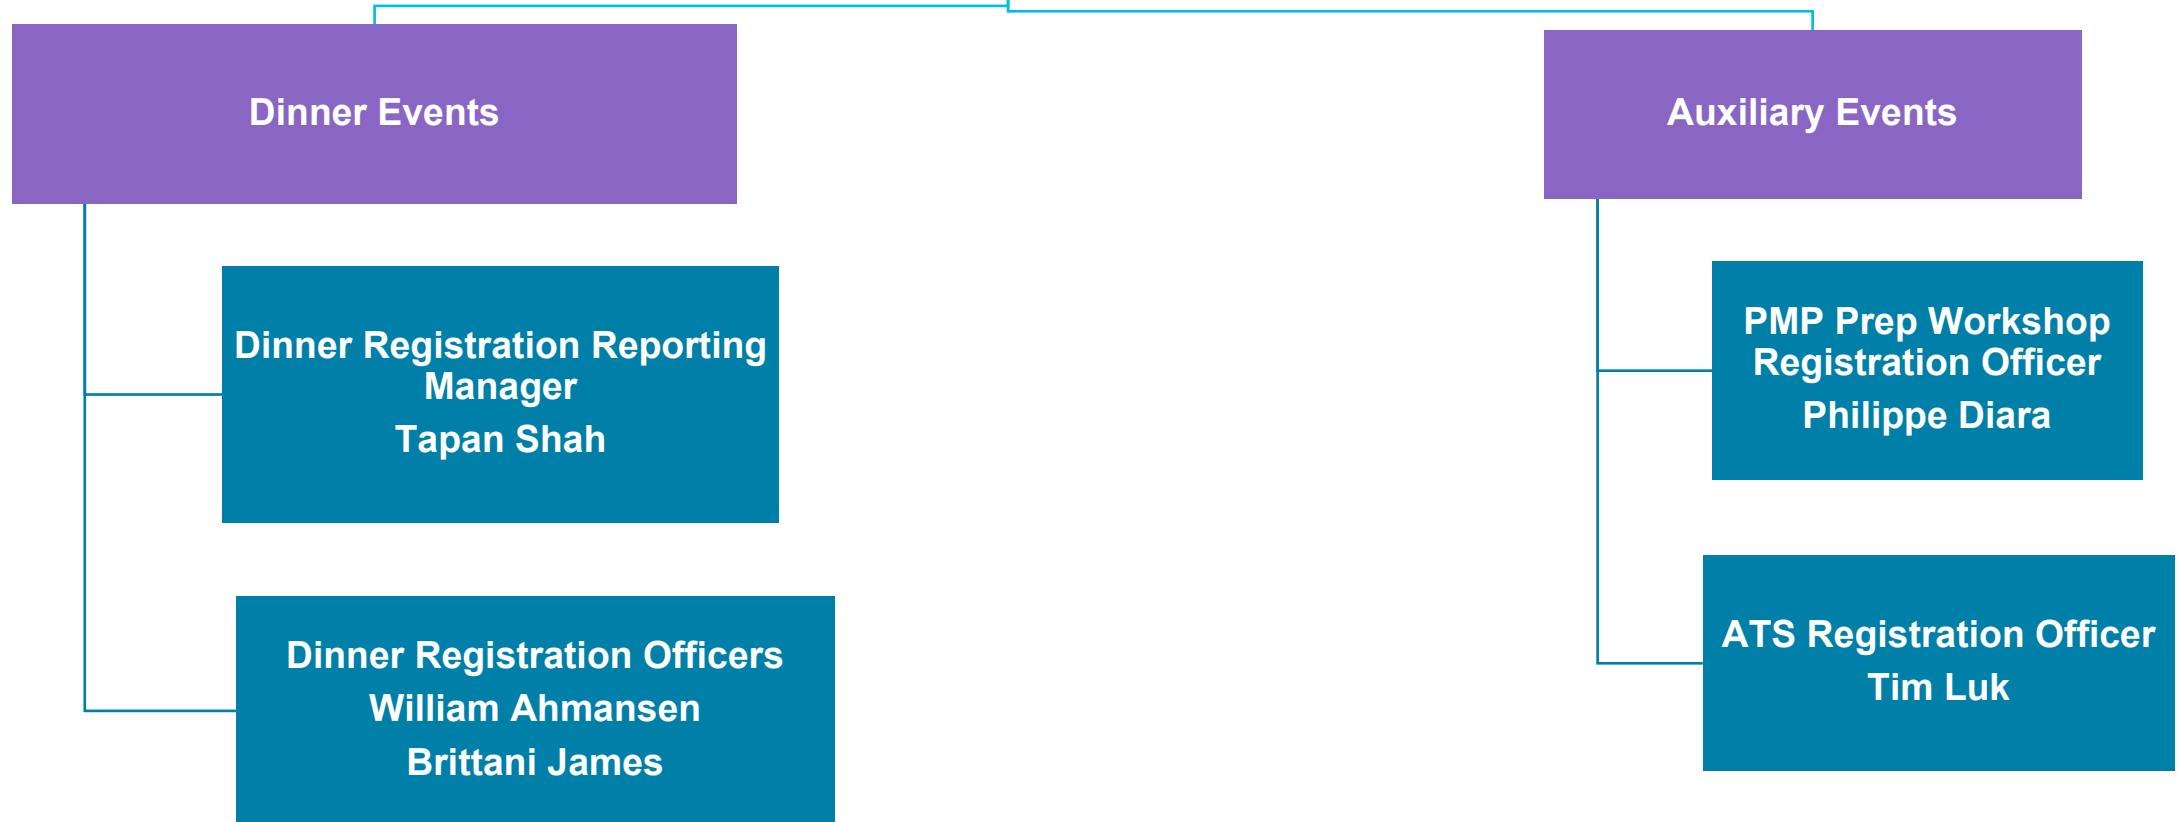 Dinner Events
Dinner Registration Reporting
Manager
Tapan Shah
Dinner Registration Officers
William Ahmansen
Brittani James
Auxiliary Events
PMP Prep Workshop
Registration Officer
Philippe Diara
ATS Registration Officer
Tim Luk